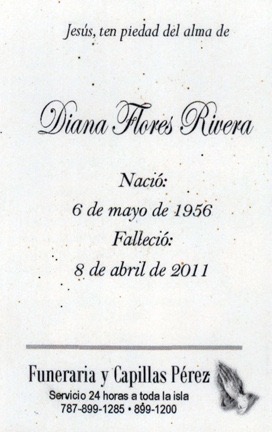 Jesús, ten piedad del alma de
Diana Flores Rivera
Nació:
6 de mayo de 1956
Falleció:
8 de abril de 2011
Funeraria y Capillas Pérez
Servicio 24 horas a toda la isla
787-899-1285 • 899-1200